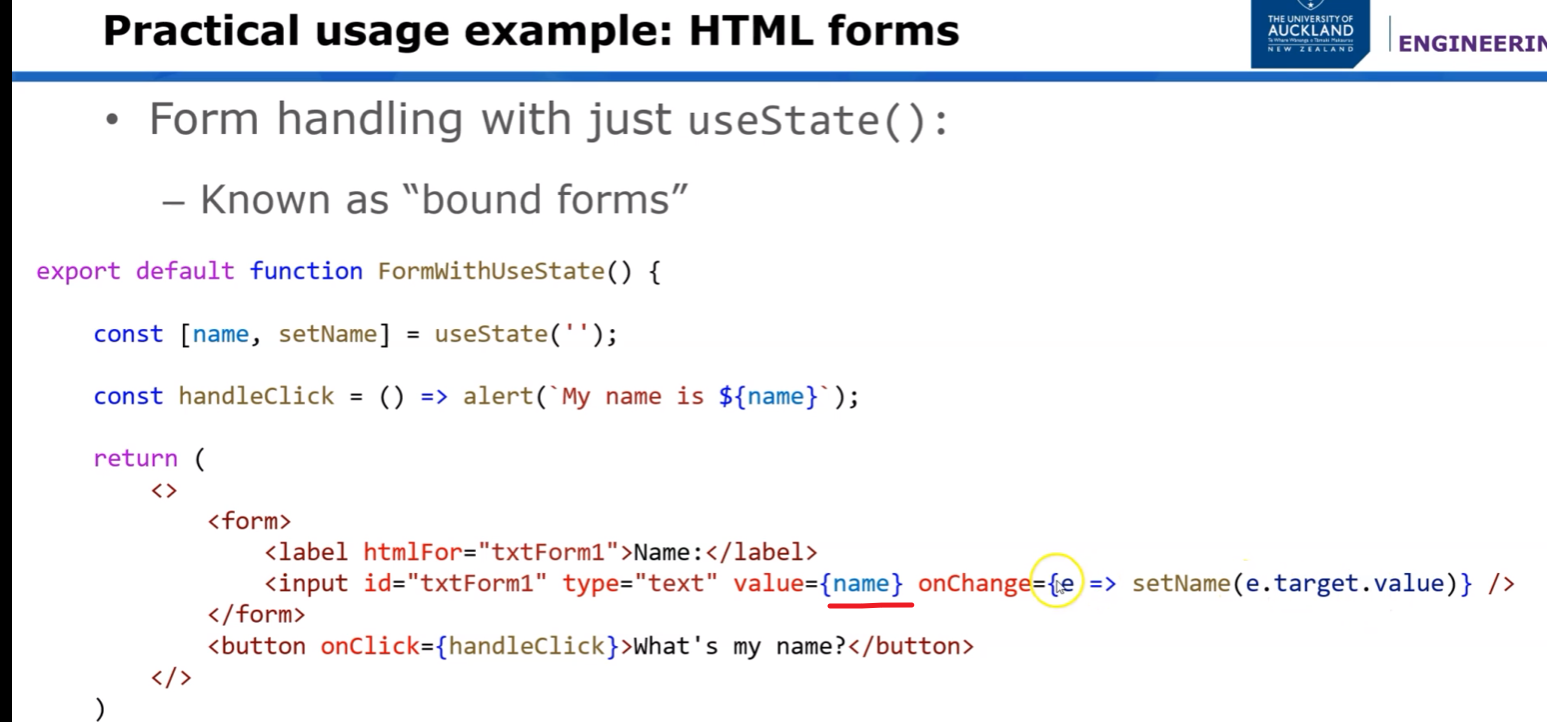 Practical usage example: HTML forms
THE UNIVERSITY OF
AUCKLAND
NEW ZEALAND
ENGINEERIN
• Form handling with just useState():
– Known as “bound forms”
export default function FormWithUseState() {
const [name, setName] = useState('');
const handleClick = () => alert(`My name is ${name}`);
return (
<>
<form>
<label htmlFor="txtForm1">Name:</label>
<input id="txtForm1" type="text" value={name} onChange={e => setName(e.target.value)} />
</form>
<button onClick={handleClick}>What's my name?</button>
</>
)